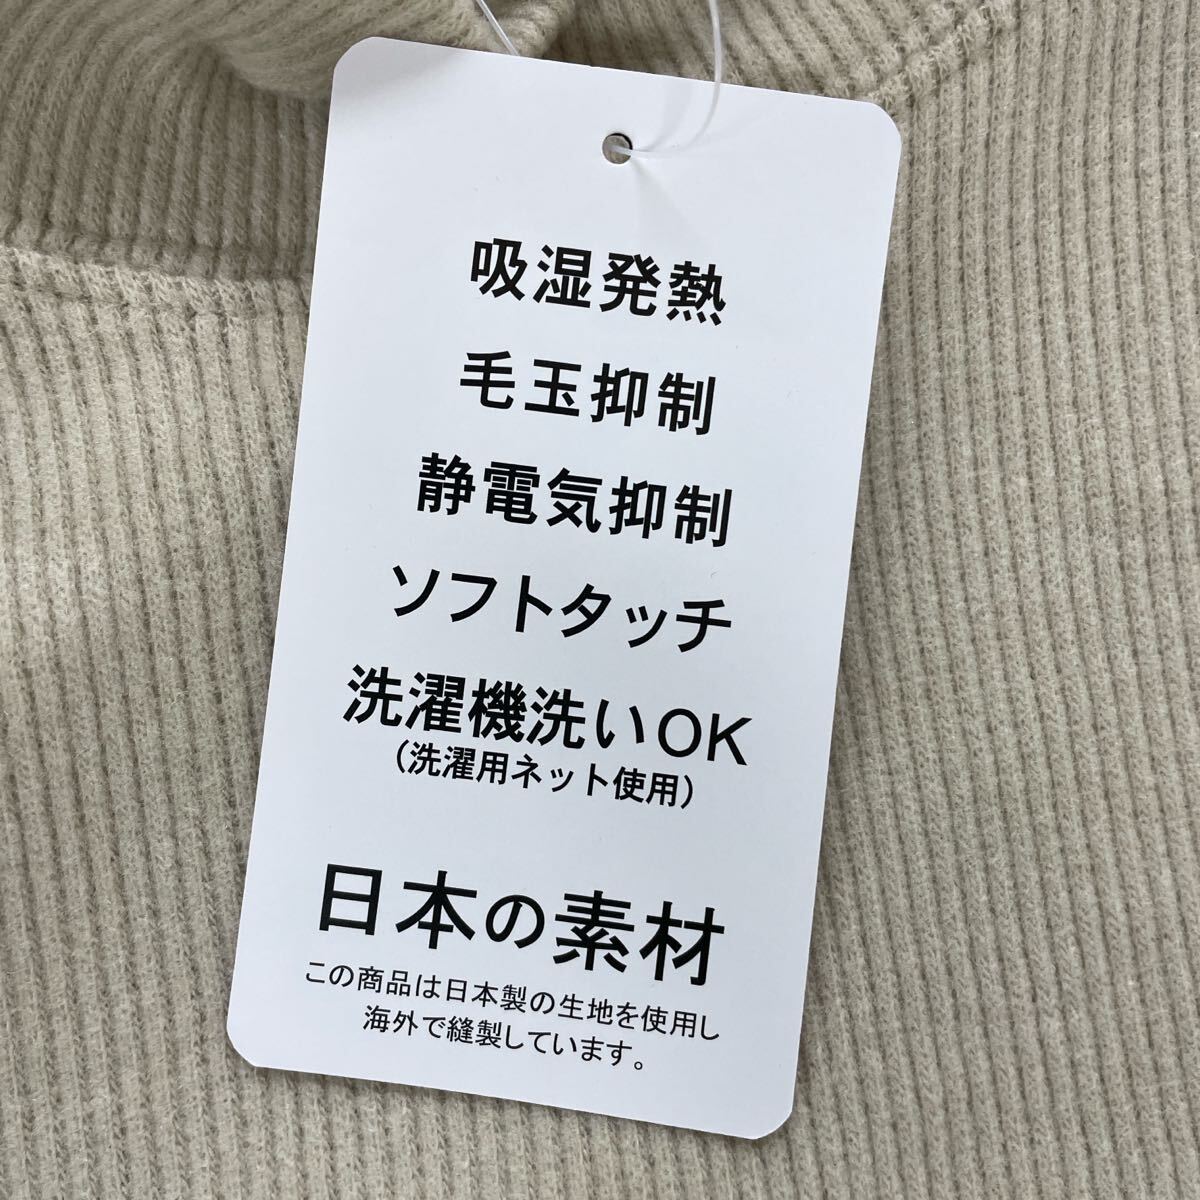 吸湿発熱
毛玉抑制
静電気抑制
ソフトタッチ
洗濯機洗いOK
（洗濯用ネット使用）
日本の素材
この商品は日本製の生地を使用し
海外で縫製しています。